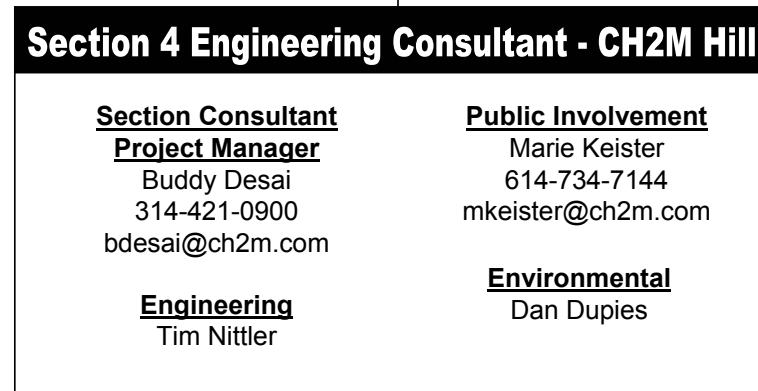 Section 4 Engineering Consultant - CH2M Hill
Section Consultant
Project Manager
Buddy Desai
314-421-0900
bdesai@ch2m.com
Engineering
Tim Nittler
Public Involvement
Marie Keister
614-734-7144
mkeister@ch2m.com
Environmental
Dan Dupies